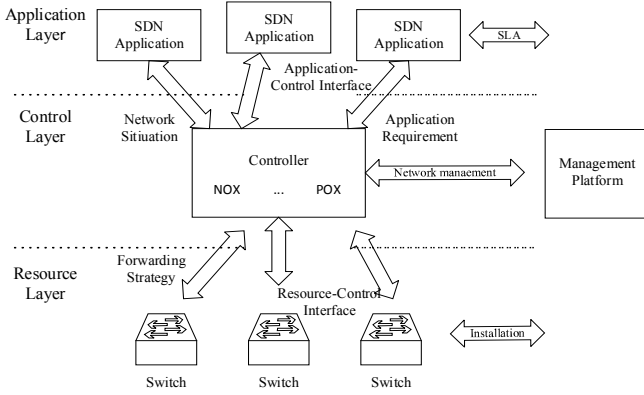 Application
Layer
SDN
Application
SDN
Application
SDN
Application
SLA
Application-
Control Interface
Control
Layer
Network
Sitiuation
Application
Requirement
Controller
NOX ... POX
Network manaement
Management
Platform
Resource
Layer
Forwarding
Strategy
Resource-Control
Interface
Installation
Switch
Switch
Switch